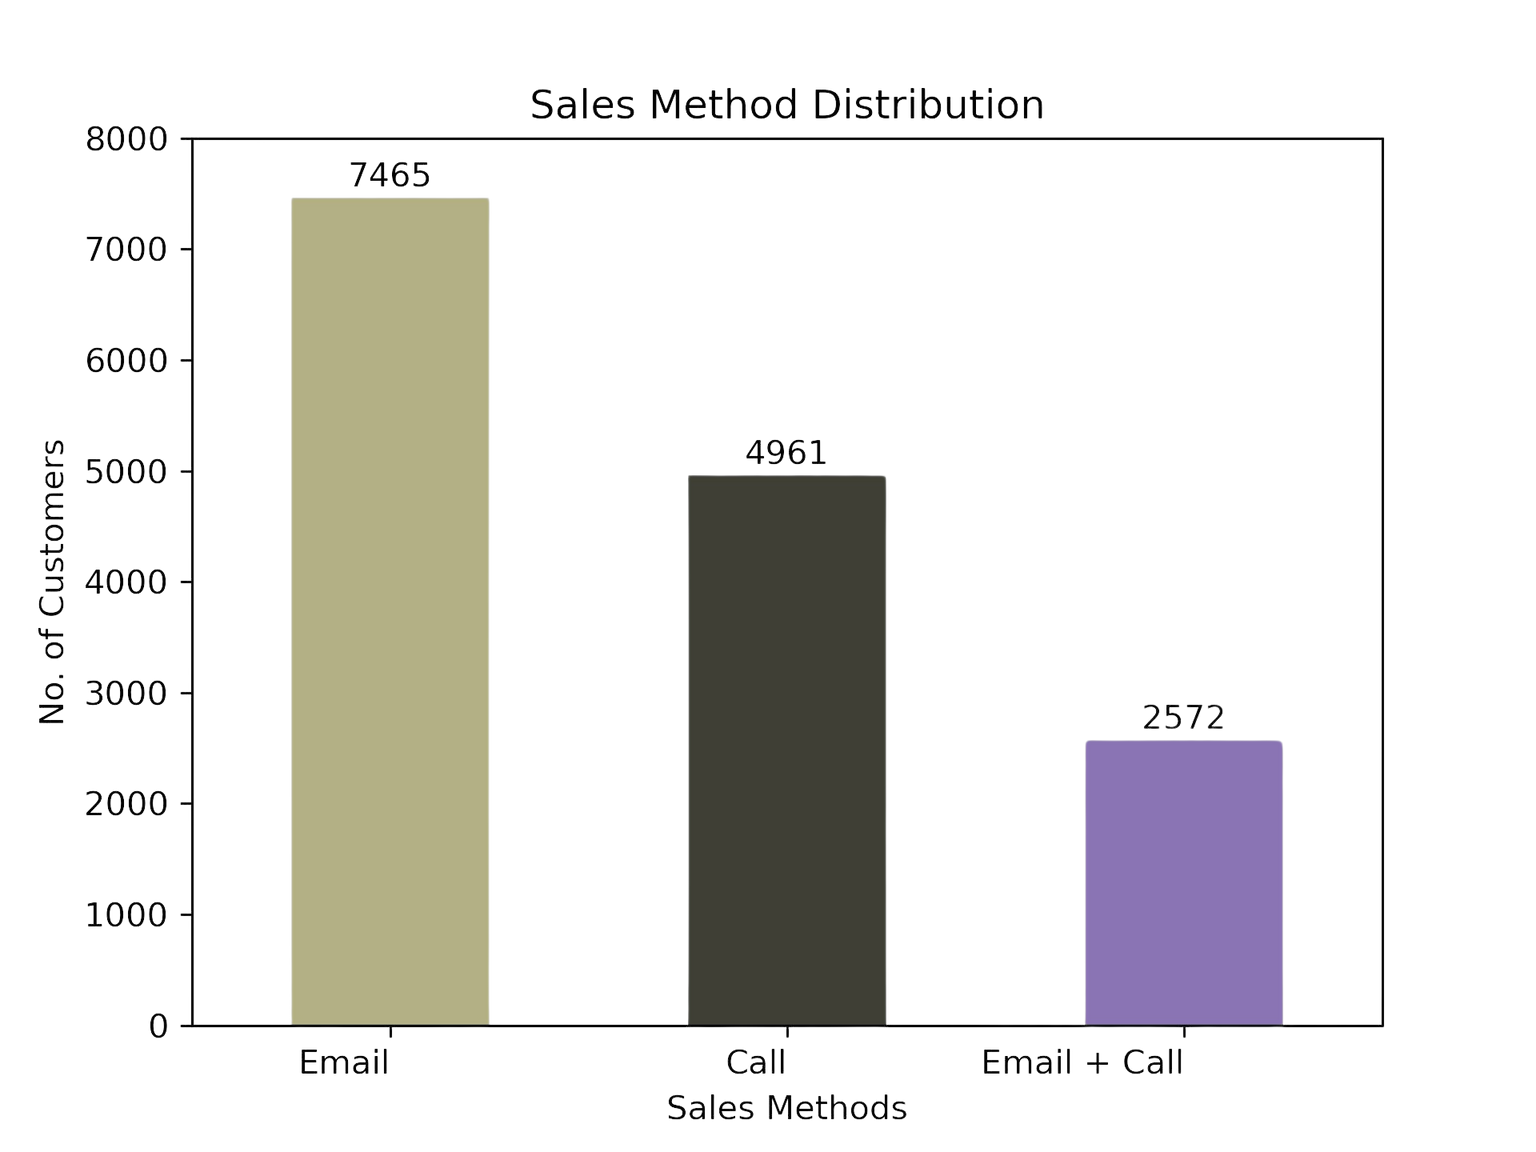 Sales Method Distribution
8000
7000
6000
5000
4000
3000
2000
1000
0
No. of Customers
7465
4961
2572
Email
Call
Email + Call
Sales Methods